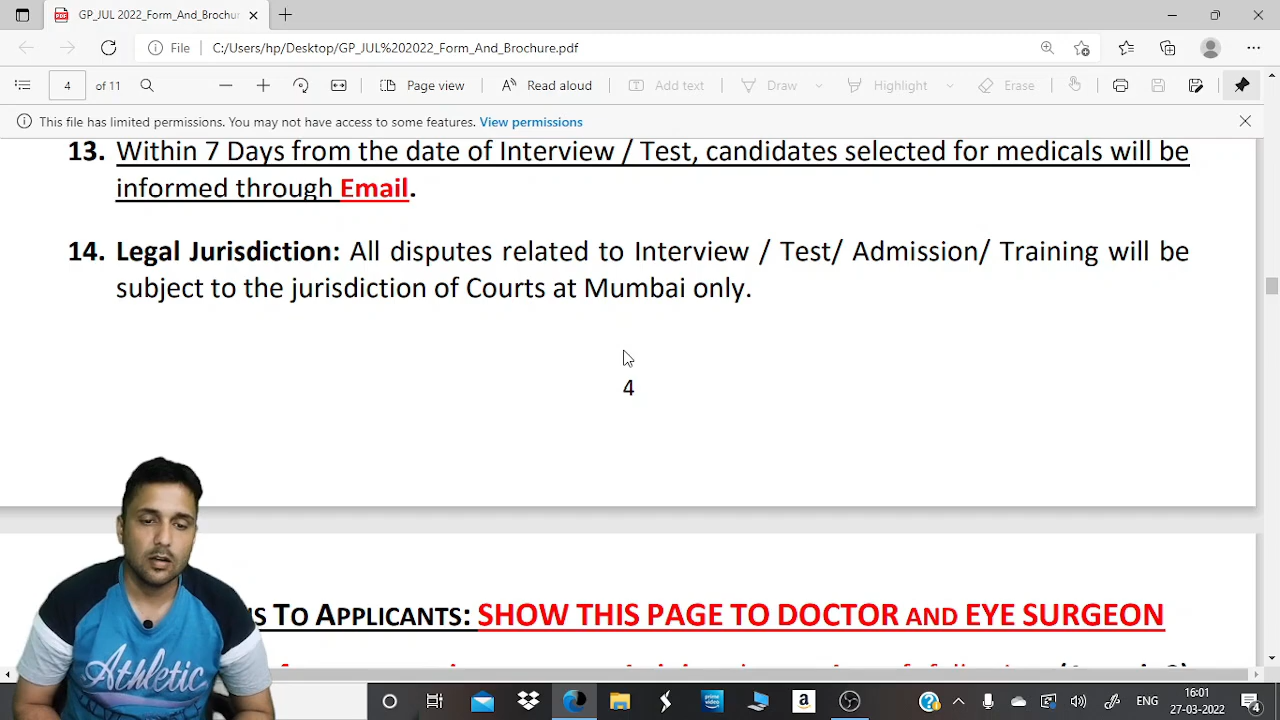 GP_JUL 2022_Form_And_Brochur
File
C:/Users/hp/Desktop/GP_JUL%202022_Form_And_Brochure.pdf
4 of 11
Page view
Read aloud
Add text
Draw
Highlight
Erase
This file has limited permissions. You may not have access to some features. View permissions
13. Within 7 Days from the date of Interview / Test, candidates selected for medicals will be
informed through Email.
14. Legal Jurisdiction: All disputes related to Interview / Test/ Admission/ Training will be
subject to the jurisdiction of Courts at Mumbai only.
4
TO APPLICANTS: SHOW THIS PAGE TO DOCTOR AND EYE SURGEON
Athletic
prime video
a
ENG
16:01
27-03-2022
4